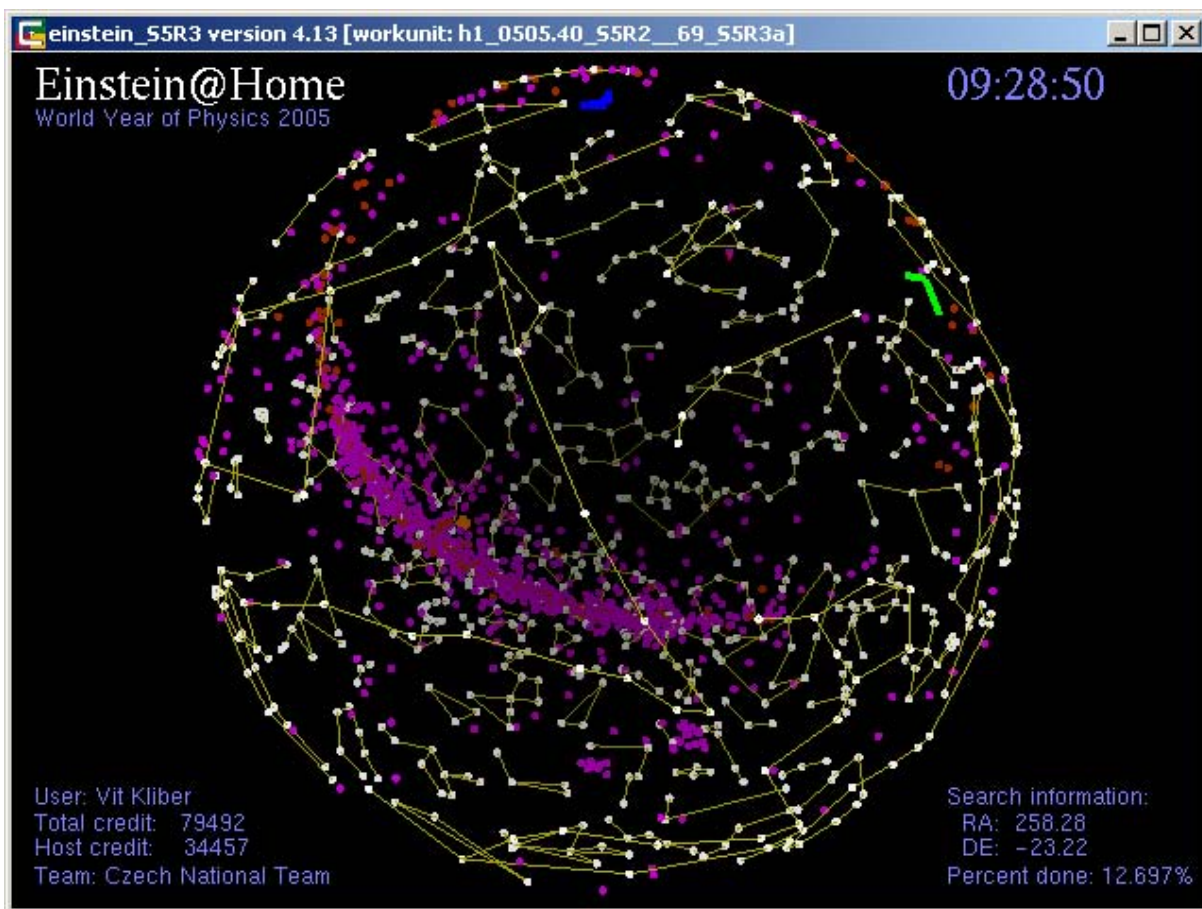 einstein_S5R3 version 4.13 [workunit: h1_0505.40_S5R2__69_S5R3a]
Einstein@Home
World Year of Physics 2005
09:28:50
User: Vit Kliber
Total credit: 79492
Host credit: 34457
Team: Czech National Team
Search information:
RA: 258.28
DE: -23.22
Percent done: 12.697%